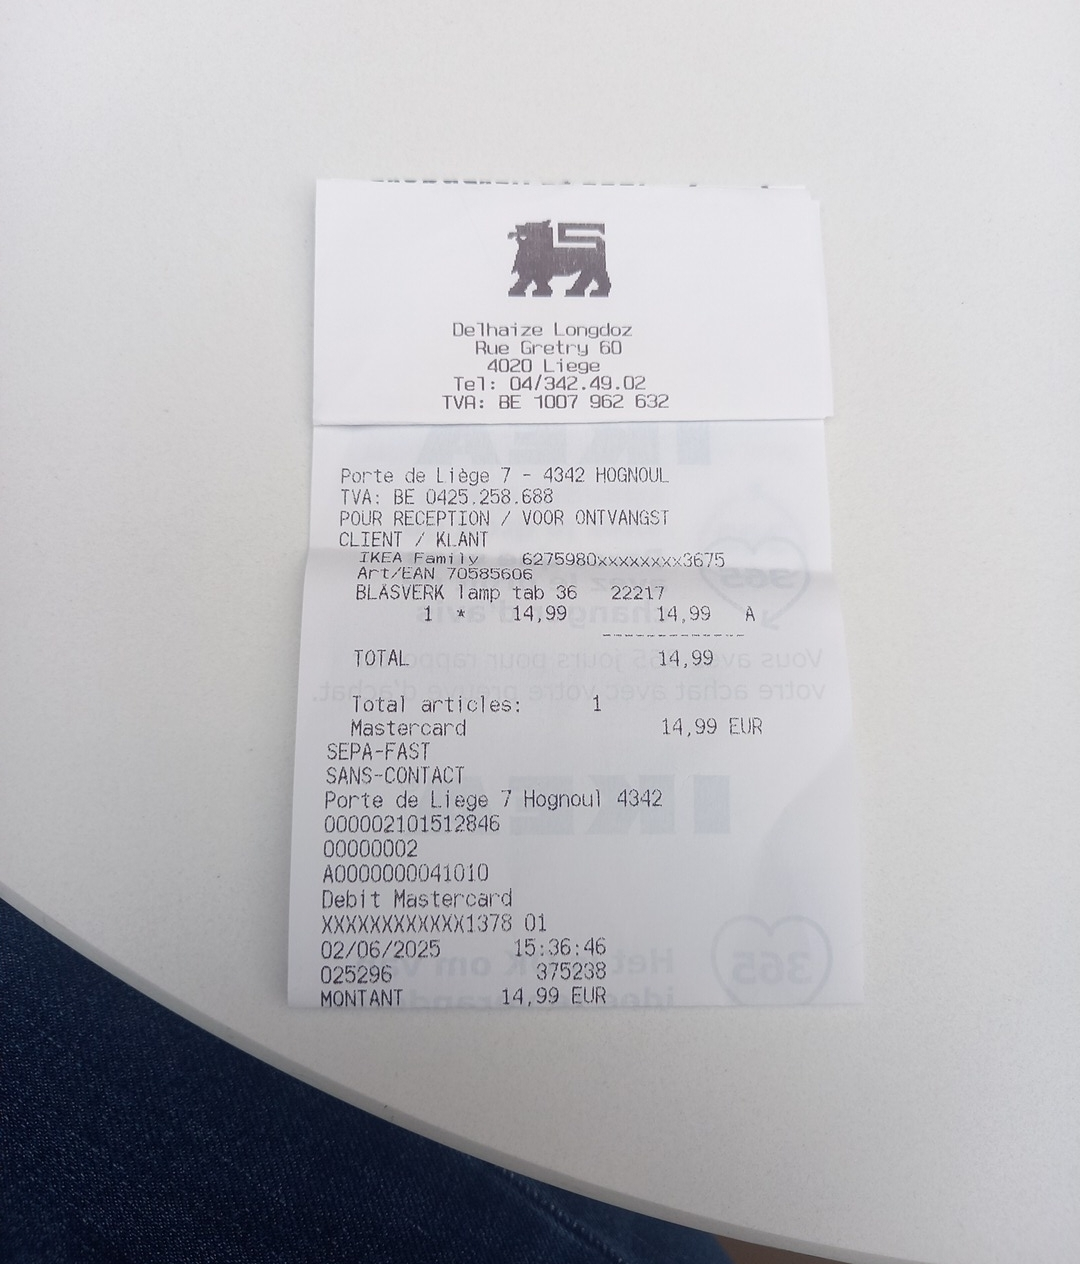 Delhaize Longdoz
Rue Gretry 60
4020 Liege
Tel: 04/342.49.02
TVA: BE 1007 962 632
Porte de Liège 7 - 4342 HOGNOUL
TVA: BE 0425.258.688
POUR RECEPTION / VOOR ONTVANGST
CLIENT / KLANT
IKEA Family 6275980xxxxxxxx3675
Art/EAN 70585606
BLÅSVERK lamp tab 36 22217
1 * 14,99 14,99 A
TOTAL 14,99
Total articles: 1
Mastercard 14,99 EUR
SEPA-FAST
SANS-CONTACT
Porte de Liege 7 Hognoul 4342
000002101512846
00000002
A0000000041010
Debit Mastercard
XXXXXXXXXXXX1378 01
02/06/2025 15:36:46
025296 375238
MONTANT 14,99 EUR